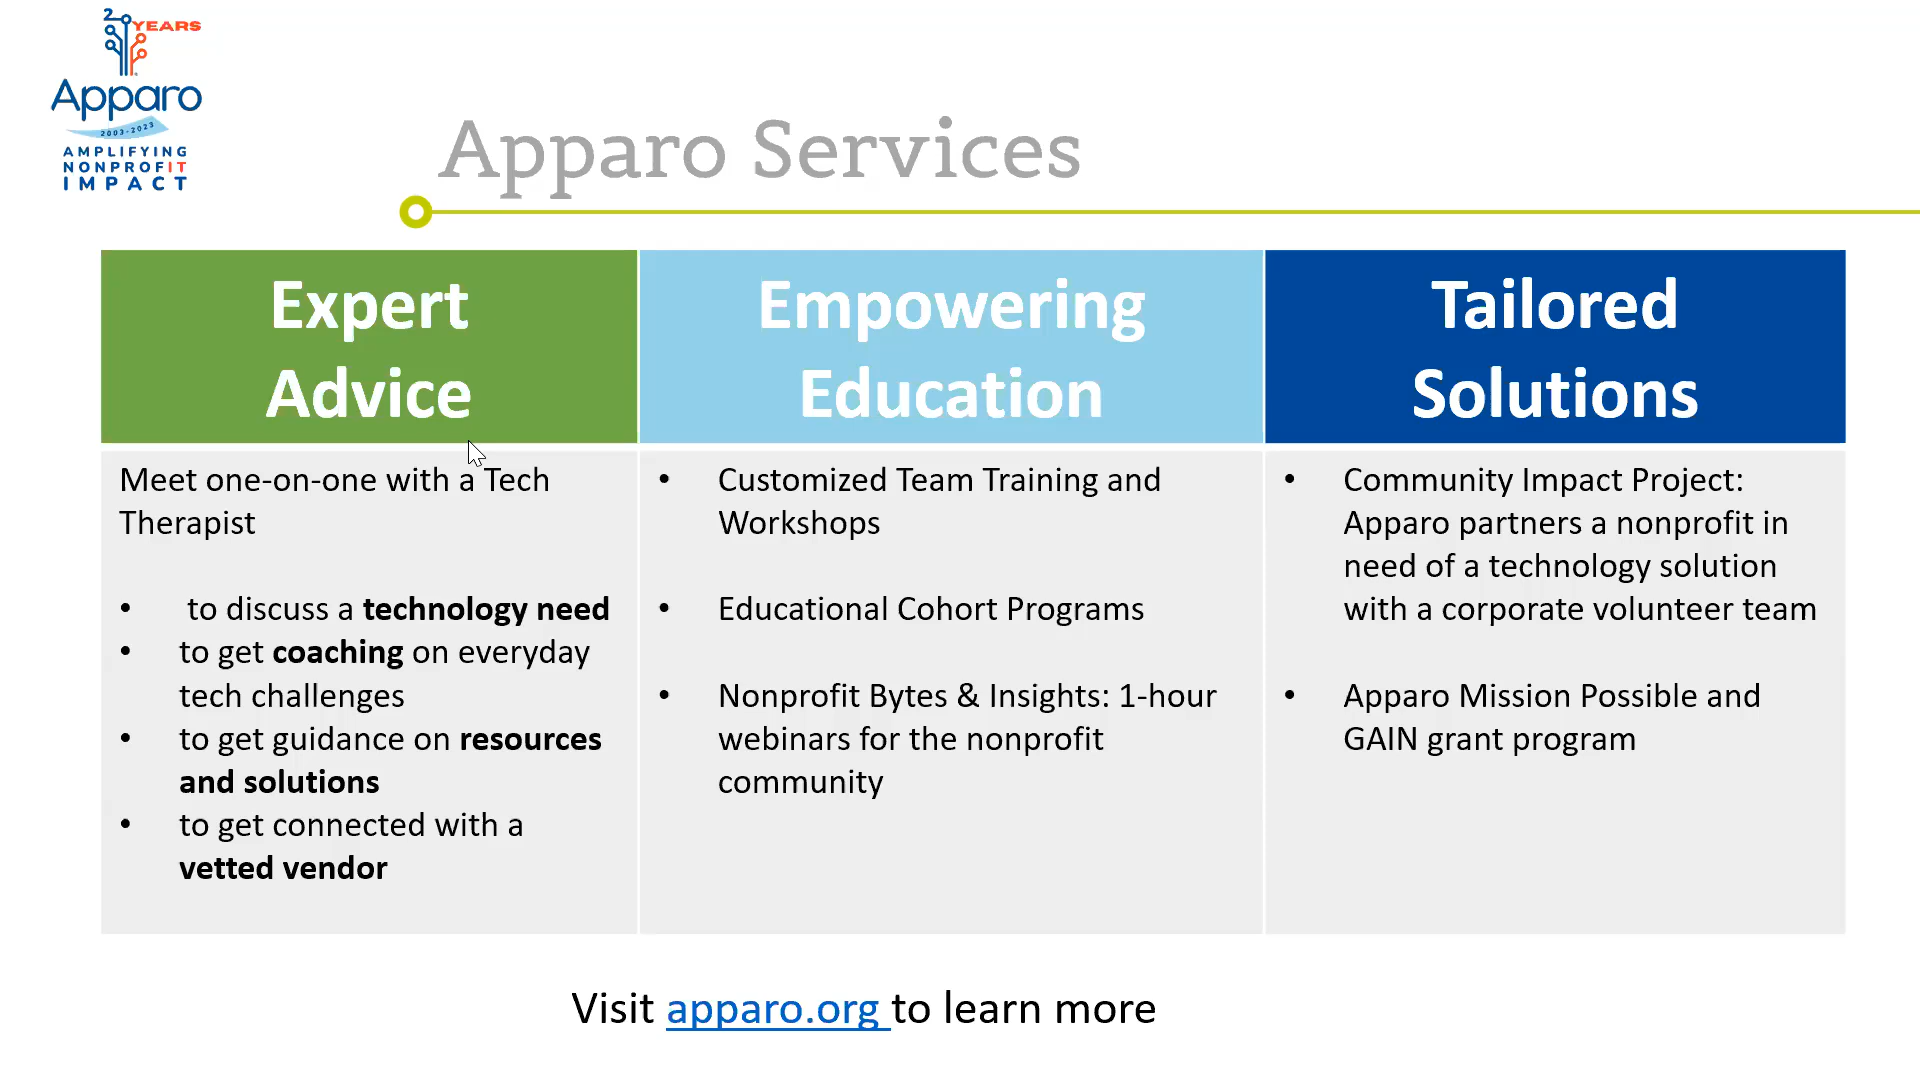 20 YEARS
Apparo
2003-2023
AMPLIFYING
NONPROFIT
IMPACT
Apparo Services
Expert
Advice
Meet one-on-one with a Tech
Therapist
• to discuss a technology need
• to get coaching on everyday
tech challenges
• to get guidance on resources
and solutions
• to get connected with a
vetted vendor
Empowering
Education
• Customized Team Training and
Workshops
• Educational Cohort Programs
• Nonprofit Bytes & Insights: 1-hour
webinars for the nonprofit
community
Tailored
Solutions
• Community Impact Project:
Apparo partners a nonprofit in
need of a technology solution
with a corporate volunteer team
• Apparo Mission Possible and
GAIN grant program
Visit apparo.org to learn more